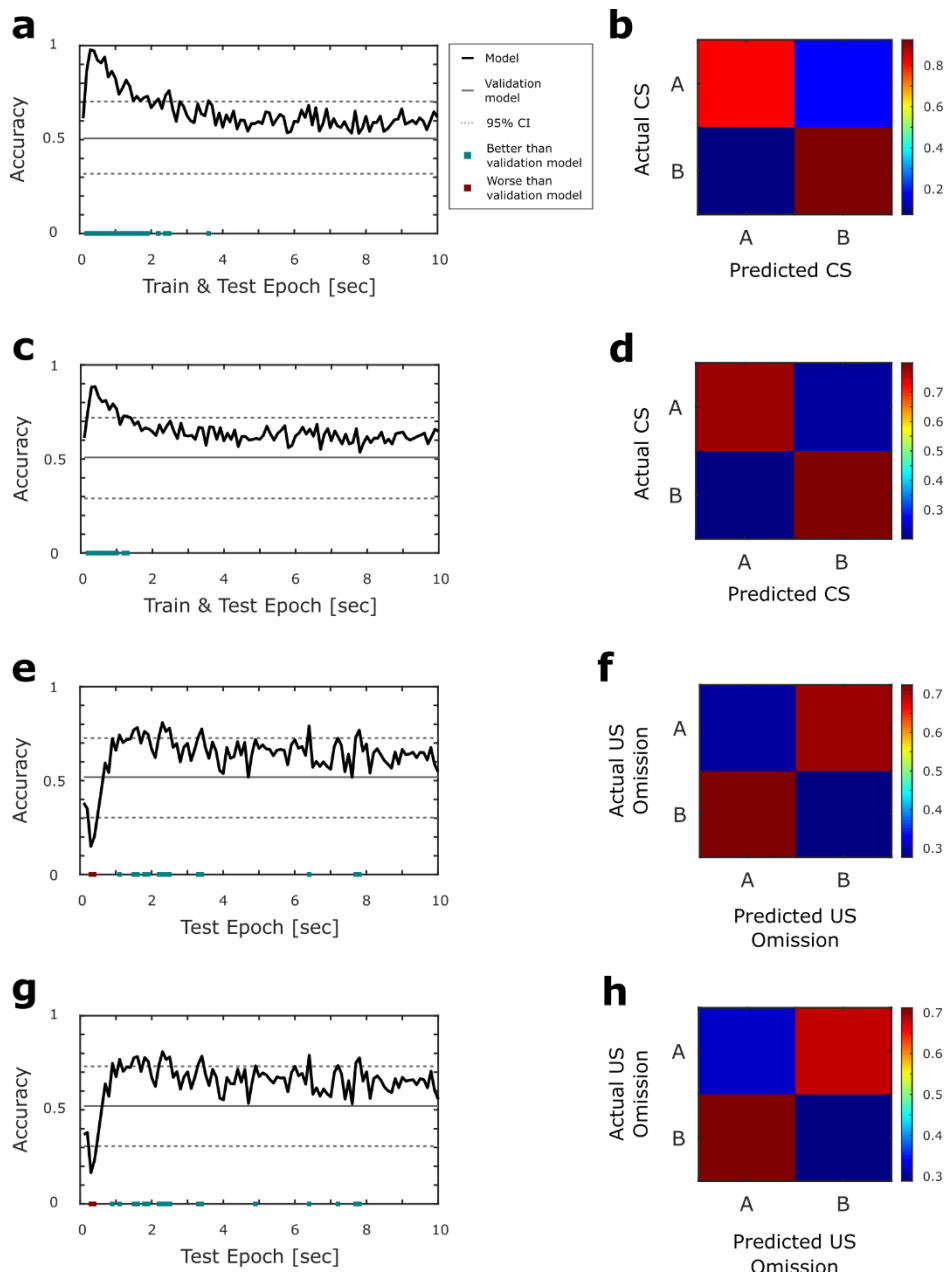 a
1
0.5
0
Accuracy
0
2
4
6
8
10
Train & Test Epoch [sec]
Model
Validation
model
95% CI
Better than
validation model
Worse than
validation model
b
Actual CS
A
B
A
B
Predicted CS
0.8
0.6
0.4
0.2
c
1
0.5
0
Accuracy
0
2
4
6
8
10
Train & Test Epoch [sec]
d
Actual CS
A
B
A
B
Predicted CS
0.7
0.6
0.5
0.4
0.3
e
1
0.5
0
Accuracy
0
2
4
6
8
10
Test Epoch [sec]
f
Actual US
Omission
A
B
A
B
Predicted US
Omission
0.7
0.6
0.5
0.4
0.3
g
1
0.5
0
Accuracy
0
2
4
6
8
10
Test Epoch [sec]
h
Actual US
Omission
A
B
A
B
Predicted US
Omission
0.7
0.6
0.5
0.4
0.3